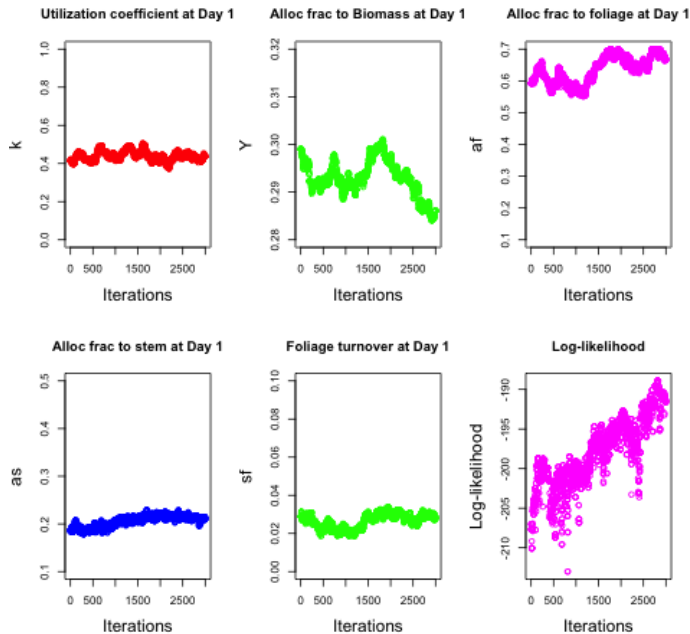 Utilization coefficient at Day 1
Alloc frac to Biomass at Day 1
Alloc frac to foliage at Day 1
k
1.0
0.8
0.6
0.4
0.2
0.0
0 500 2500
Iterations
Y
0.32
0.31
0.30
0.29
0.28
0 500 2500
Iterations
af
0.7
0.6
0.5
0.4
0.3
0.2
0.1
0 500 2500
Iterations
Alloc frac to stem at Day 1
Foliage turnover at Day 1
Log-likelihood
as
0.5
0.4
0.3
0.2
0.1
0 500 2500
Iterations
sf
0.10
0.08
0.06
0.04
0.02
0.00
0 500 2500
Iterations
Log-likelihood
-190
-195
-200
-205
-210
0 500 2500
Iterations